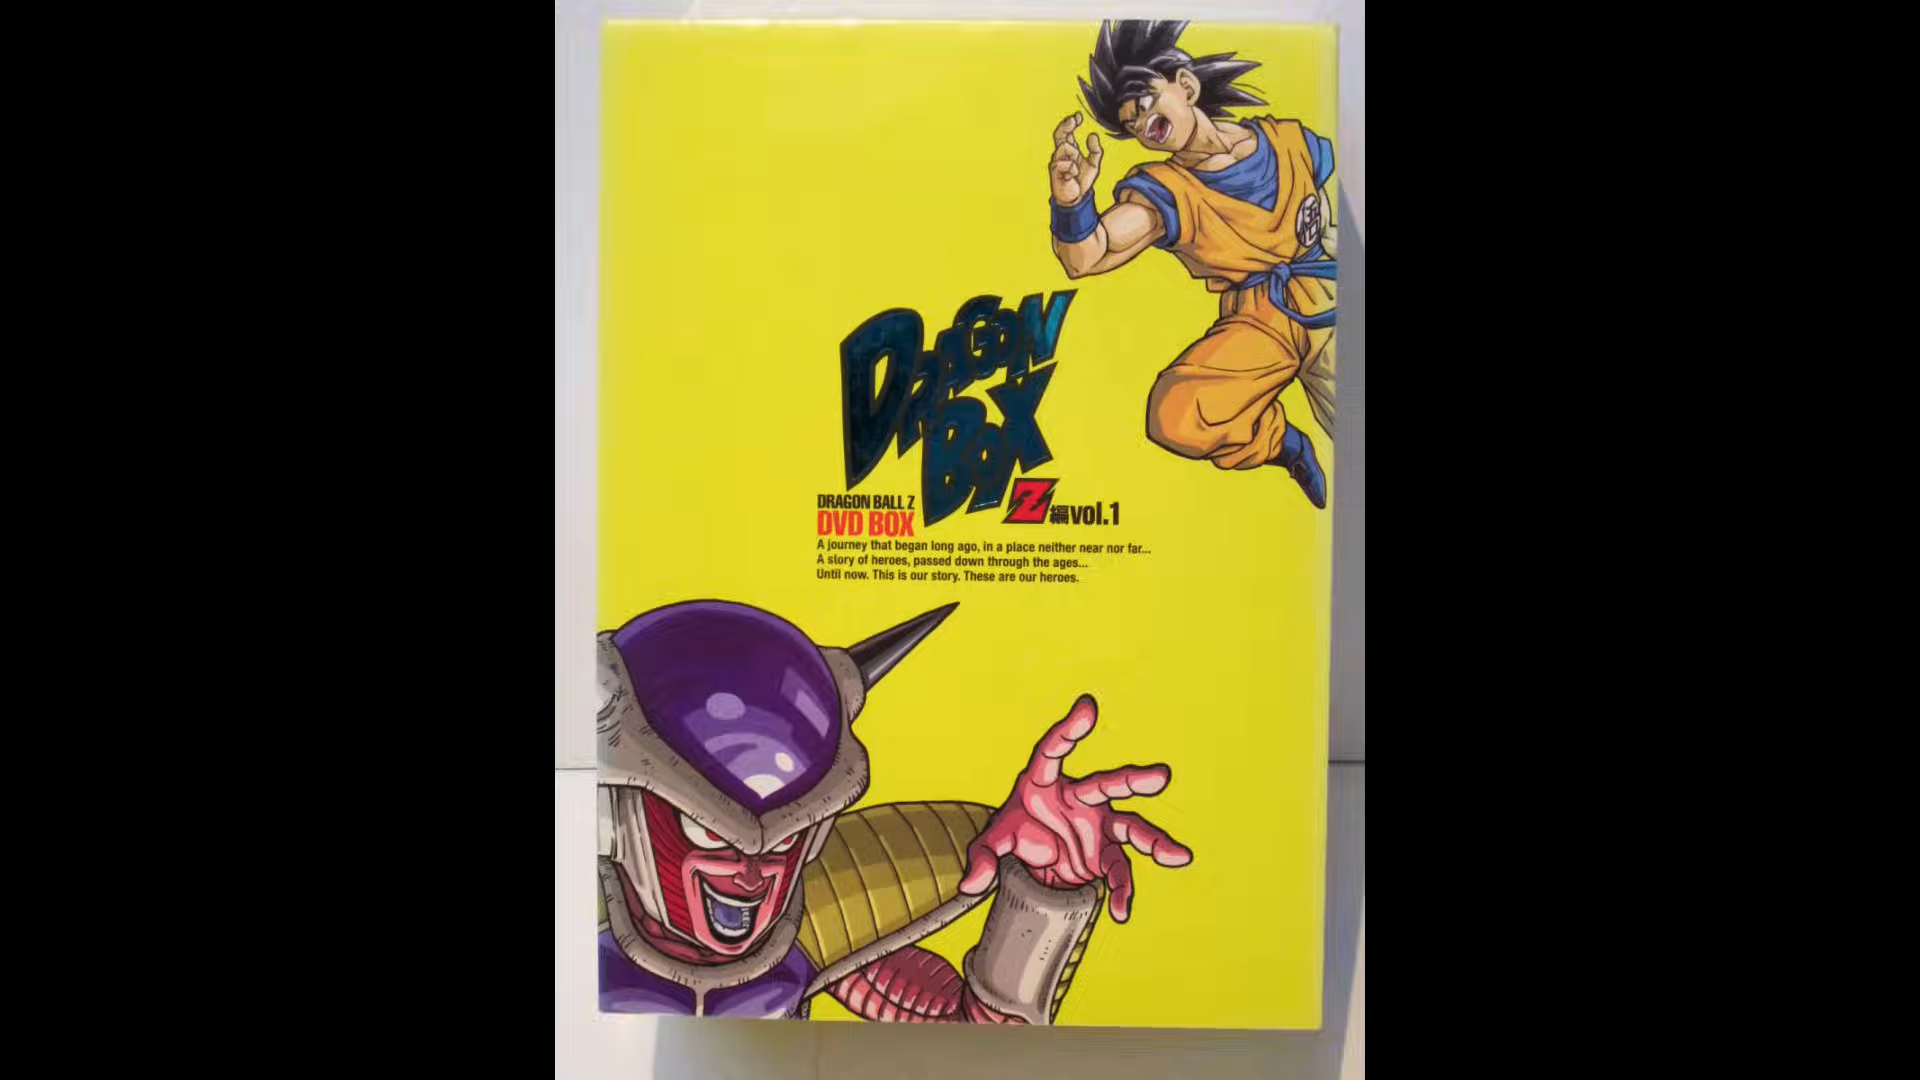 DRAGON
BOX
Z編vol.1
DRAGON BALL Z
DVD BOX
A journey that began long ago, in a place neither near nor far...
A story of heroes, passed down through the ages...
Until now. This is our story. These are our heroes.
悟